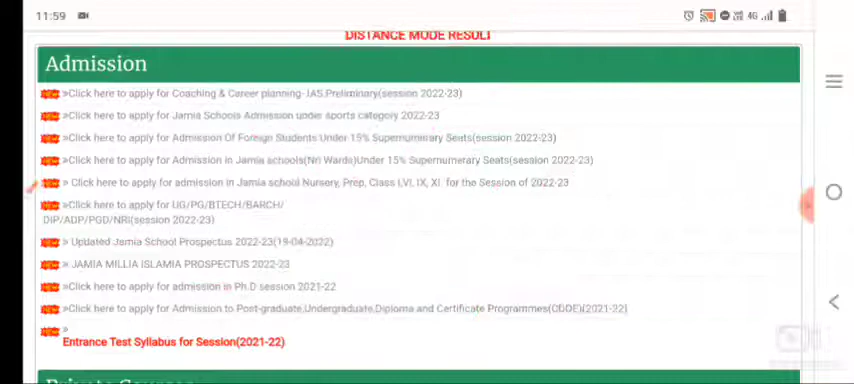 11:59
4G
DISTANCE MODE RESULT
Admission
»Click here to apply for Coaching & Career planning- IAS Preliminary(session 2022-23)
»Click here to apply for Jamia Schools Admission under sports category 2022-23
»Click here to apply for Admission Of Foreign Students Under 15% Supernumerary Seats(session 2022-23)
»Click here to apply for Admission in Jamia schools(Nri Wards)Under 15% Supernumerary Seats(session 2022-23)
» Click here to apply for admission in Jamia school Nursery, Prep, Class I,VI, IX, XI for the Session of 2022-23
»Click here to apply for UG/PG/BTECH/BARCH/
DIP/ADP/PGD/NRI(session 2022-23)
» Updated Jamia School Prospectus 2022-23(19-04-2022)
» JAMIA MILLIA ISLAMIA PROSPECTUS 2022-23
»Click here to apply for admission in Ph.D session 2021-22
»Click here to apply for Admission to Post-graduate,Undergraduate,Diploma and Certificate Programmes(CDOE)(2021-22)
»
Entrance Test Syllabus for Session(2021-22)
Private Courses